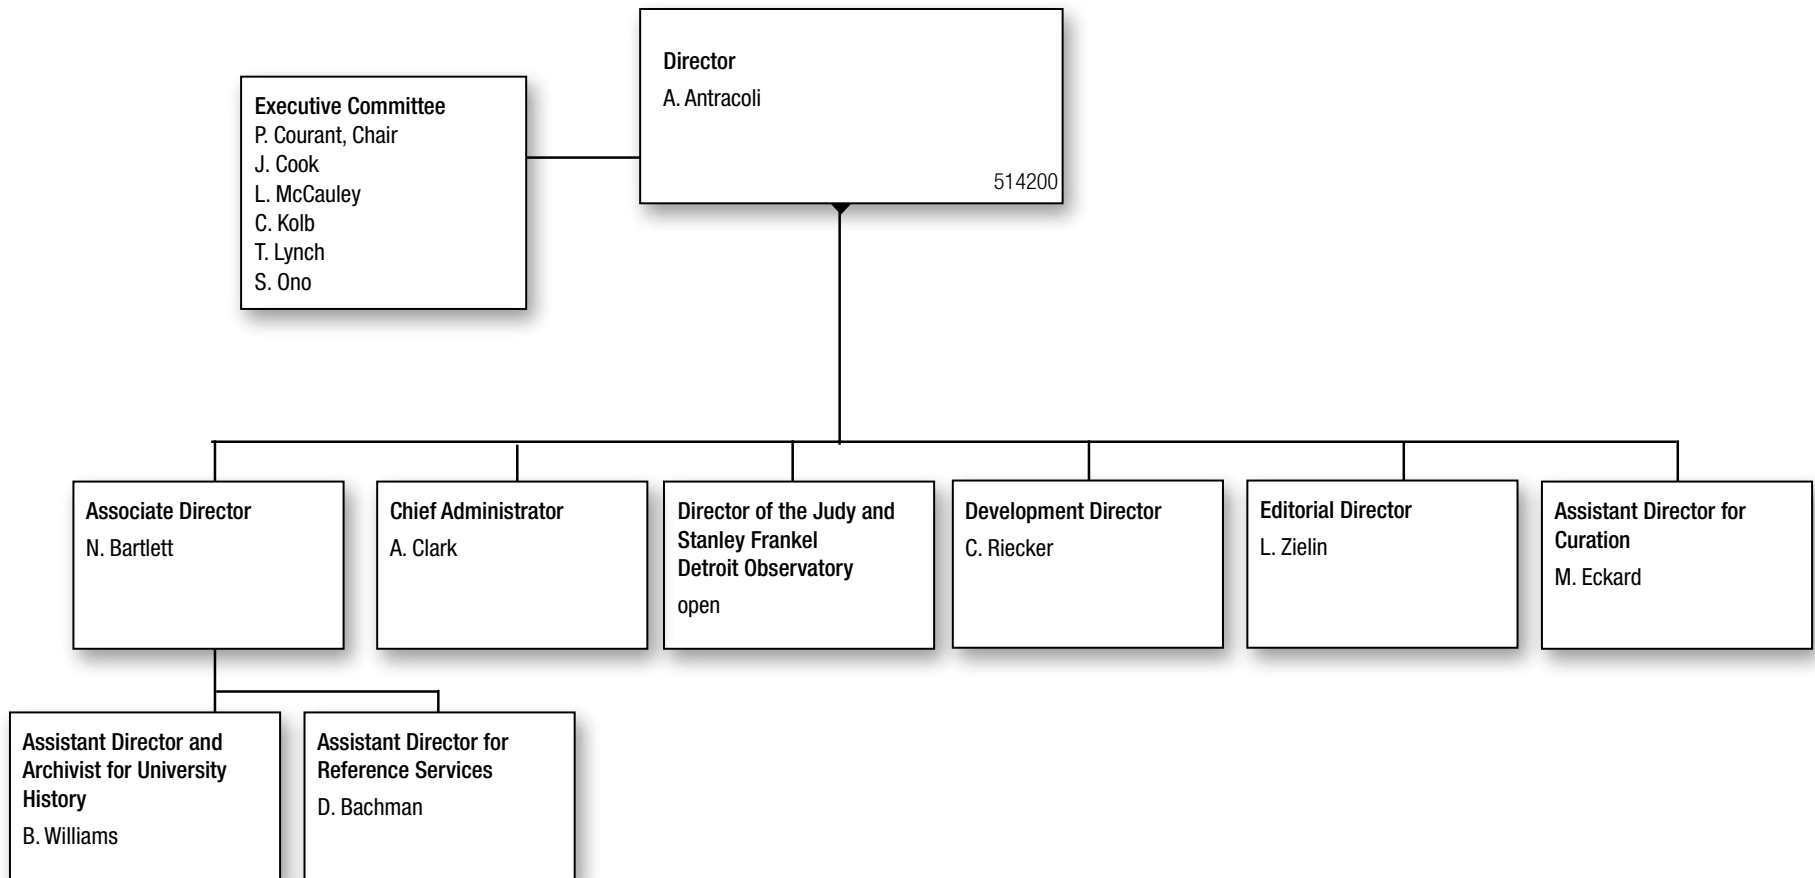 Director
A. Antracoli
514200
Executive Committee
P. Courant, Chair
J. Cook
L. McCauley
C. Kolb
T. Lynch
S. Ono
Associate Director
N. Bartlett
Chief Administrator
A. Clark
Director of the Judy and
Stanley Frankel
Detroit Observatory
open
Development Director
C. Riecker
Editorial Director
L. Zielin
Assistant Director for
Curation
M. Eckard
Assistant Director and
Archivist for University
History
B. Williams
Assistant Director for
Reference Services
D. Bachman